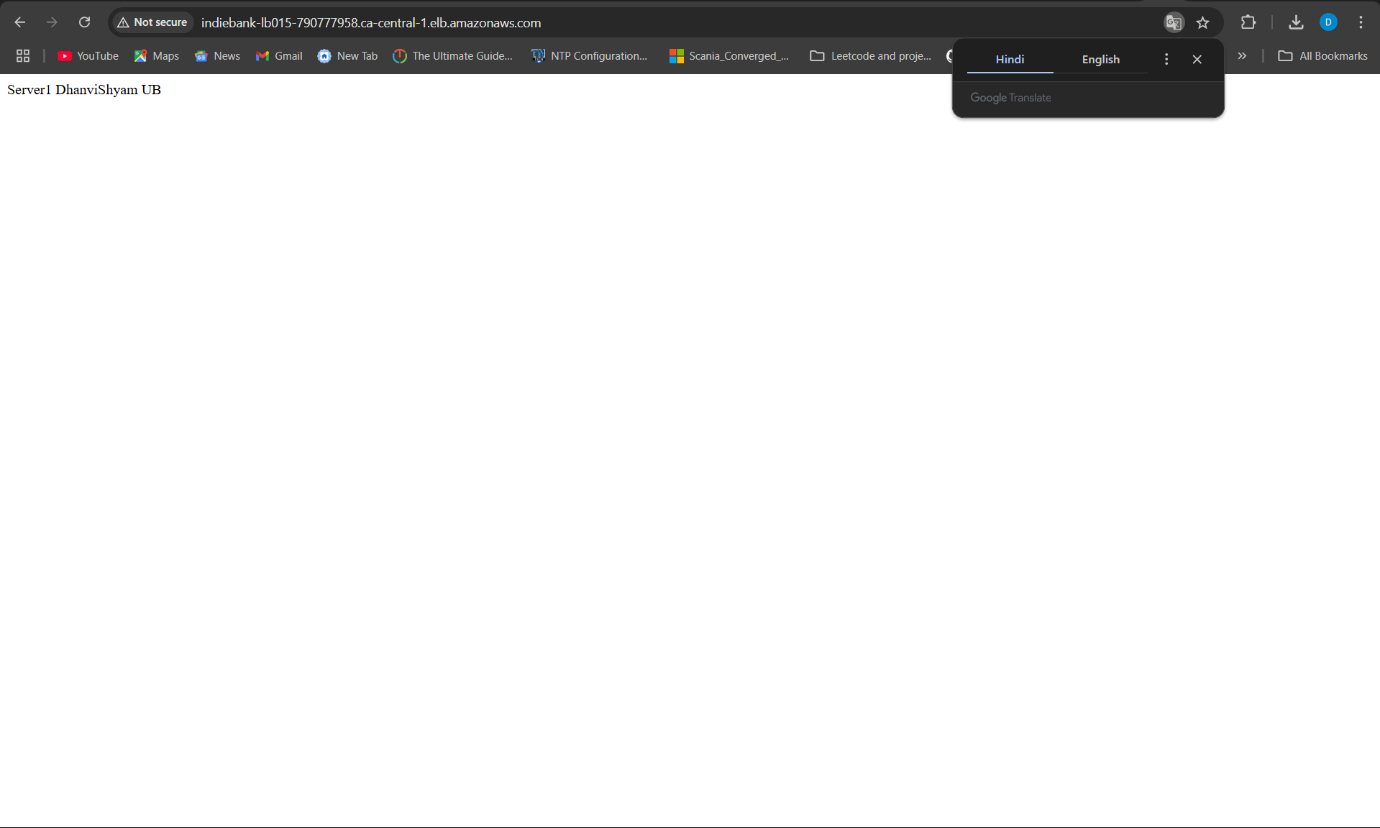 Not secure indiebank-lb015-790777958.ca-central-1.elb.amazonaws.com D
YouTube Maps News Gmail New Tab The Ultimate Guide... NTP Configuration... Scania_Converged_... Leetcode and proje... » All Bookmarks
Hindi English
Google Translate
Server1 DhanviShyam UB